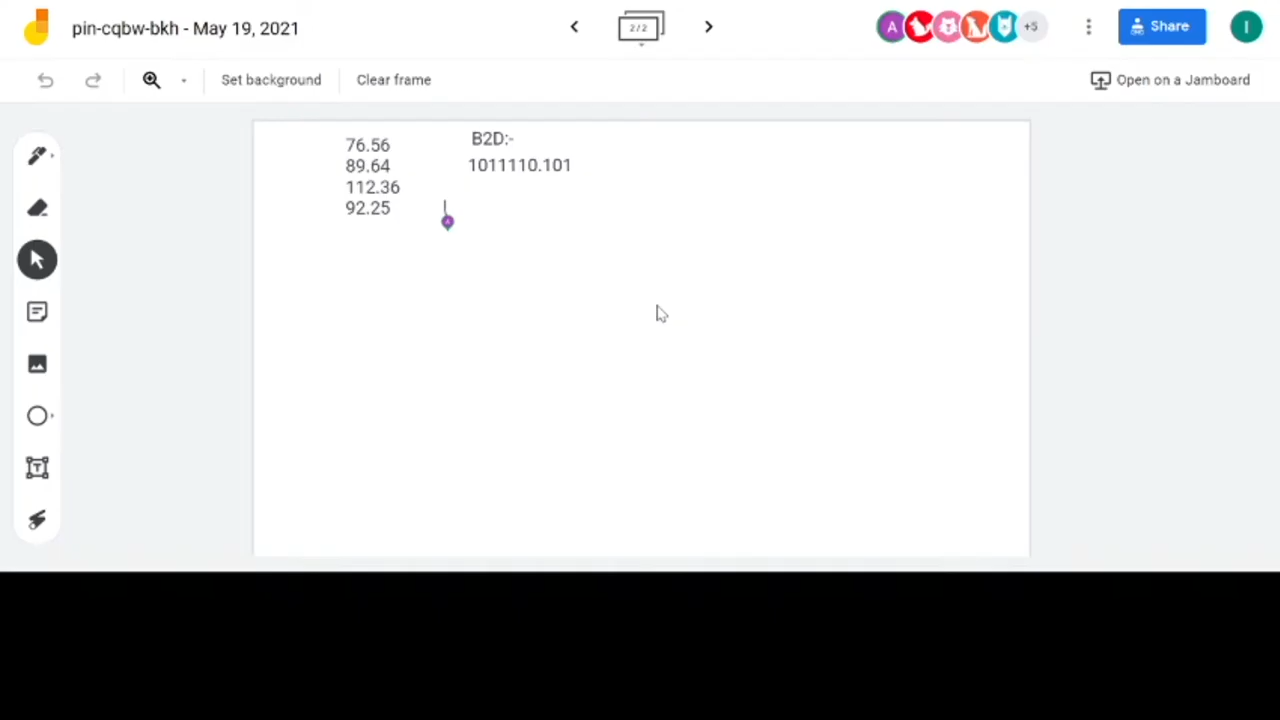 pin-cqbw-bkh - May 19, 2021
2/2
A
+5
Share
I
Set background
Clear frame
Open on a Jamboard
76.56
89.64
112.36
92.25
B2D:-
1011110.101